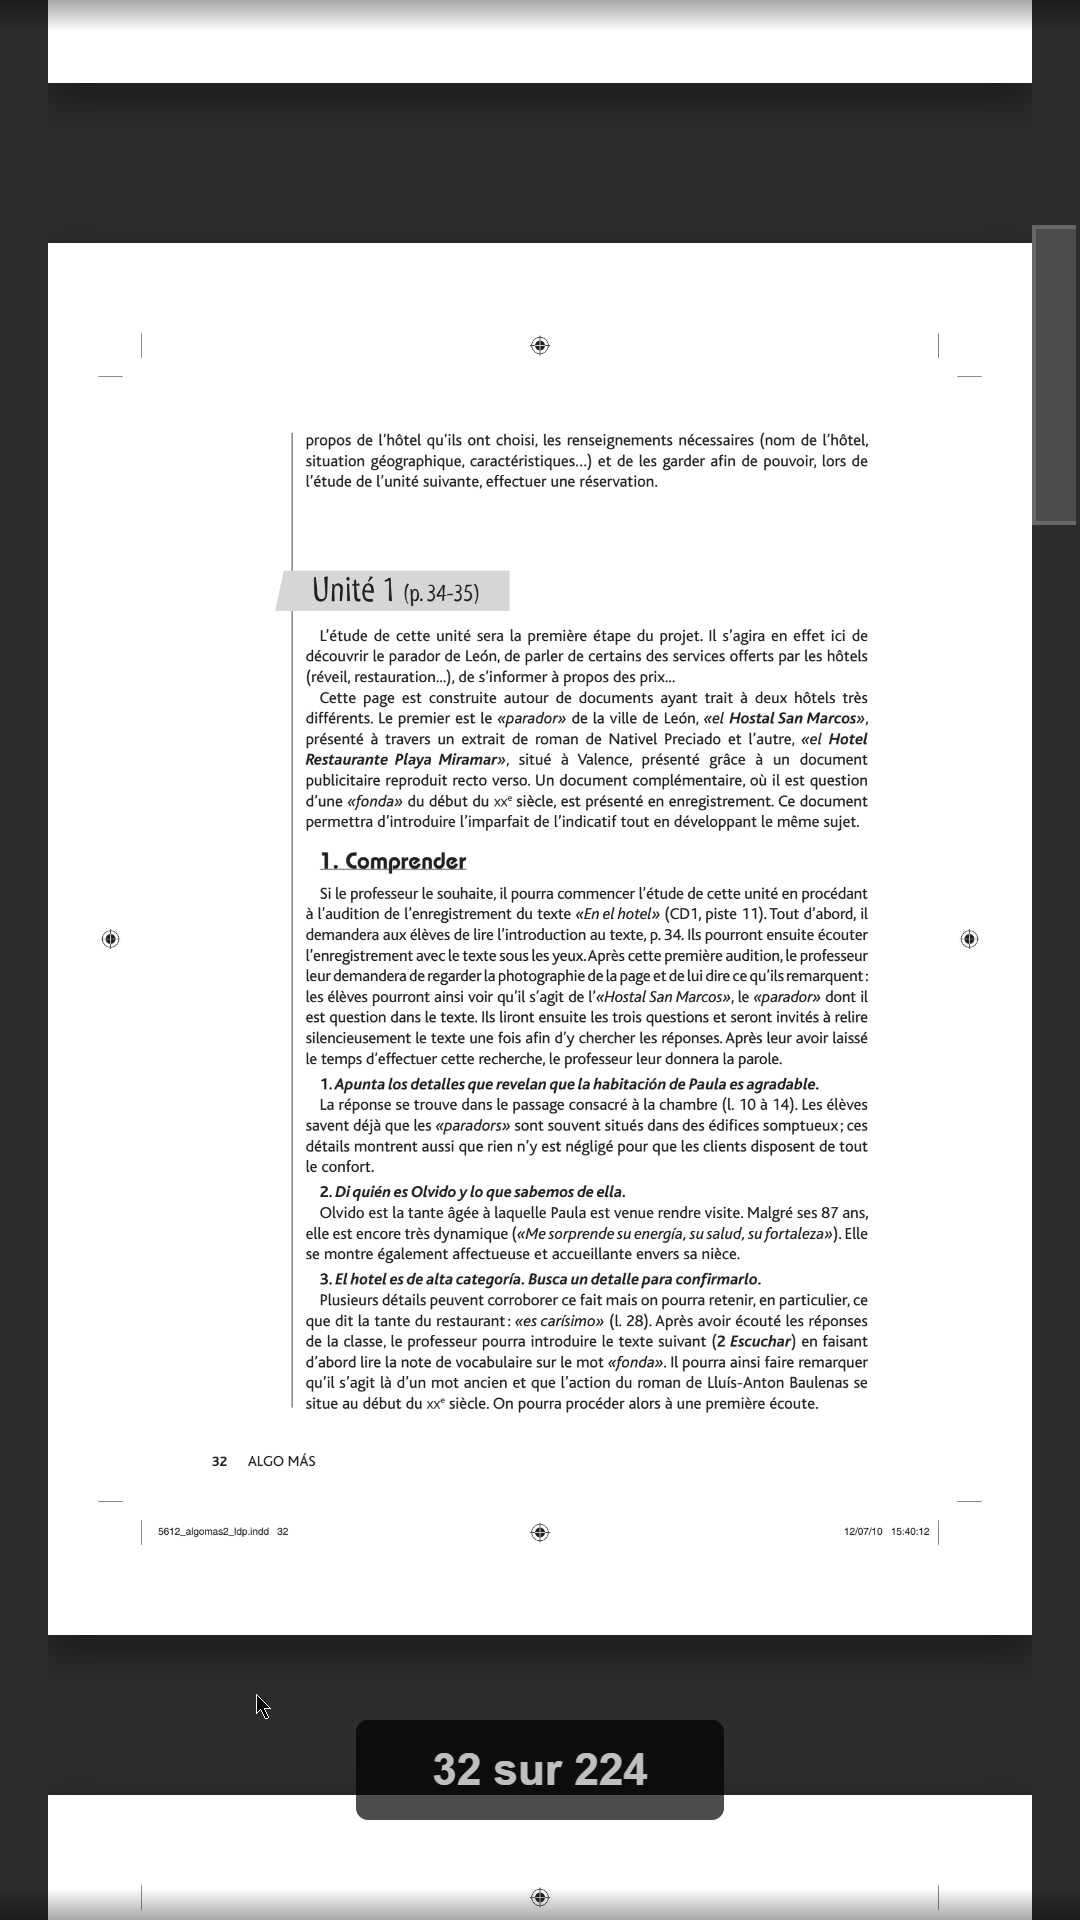 propos de l’hôtel qu’ils ont choisi, les renseignements nécessaires (nom de l’hôtel,
situation géographique, caractéristiques…) et de les garder afin de pouvoir, lors de
l’étude de l’unité suivante, effectuer une réservation.
Unité 1 (p. 34-35)
L’étude de cette unité sera la première étape du projet. Il s’agira en effet ici de
découvrir le parador de León, de parler de certains des services offerts par les hôtels
(réveil, restauration…), de s’informer à propos des prix…
Cette page est construite autour de documents ayant trait à deux hôtels très
différents. Le premier est le «parador» de la ville de León, «el Hostal San Marcos»,
présenté à travers un extrait de roman de Nativel Preciado et l’autre, «el Hotel
Restaurante Playa Miramar», situé à Valence, présenté grâce à un document
publicitaire reproduit recto verso. Un document complémentaire, où il est question
d’une «fonda» du début du XXe siècle, est présenté en enregistrement. Ce document
permettra d’introduire l’imparfait de l’indicatif tout en développant le même sujet.
1. Comprender
Si le professeur le souhaite, il pourra commencer l’étude de cette unité en procédant
à l’audition de l’enregistrement du texte «En el hotel» (CD1, piste 11). Tout d’abord, il
demandera aux élèves de lire l’introduction au texte, p. 34. Ils pourront ensuite écouter
l’enregistrement avec le texte sous les yeux. Après cette première audition, le professeur
leur demandera de regarder la photographie de la page et de lui dire ce qu’ils remarquent :
les élèves pourront ainsi voir qu’il s’agit de l’«Hostal San Marcos», le «parador» dont il
est question dans le texte. Ils liront ensuite les trois questions et seront invités à relire
silencieusement le texte une fois afin d’y chercher les réponses. Après leur avoir laissé
le temps d’effectuer cette recherche, le professeur leur donnera la parole.
1. Apunta los detalles que revelan que la habitación de Paula es agradable.
La réponse se trouve dans le passage consacré à la chambre (l. 10 à 14). Les élèves
savent déjà que les «paradors» sont souvent situés dans des édifices somptueux ; ces
détails montrent aussi que rien n’y est négligé pour que les clients disposent de tout
le confort.
2. Di quién es Olvido y lo que sabemos de ella.
Olvido est la tante âgée à laquelle Paula est venue rendre visite. Malgré ses 87 ans,
elle est encore très dynamique («Me sorprende su energía, su salud, su fortaleza»). Elle
se montre également affectueuse et accueillante envers sa nièce.
3. El hotel es de alta categoría. Busca un detalle para confirmarlo.
Plusieurs détails peuvent corroborer ce fait mais on pourra retenir, en particulier, ce
que dit la tante du restaurant : «es carísimo» (l. 28). Après avoir écouté les réponses
de la classe, le professeur pourra introduire le texte suivant (2 Escuchar) en faisant
d’abord lire la note de vocabulaire sur le mot «fonda». Il pourra ainsi faire remarquer
qu’il s’agit là d’un mot ancien et que l’action du roman de Lluís-Anton Baulenas se
situe au début du XXe siècle. On pourra procéder alors à une première écoute.
32 ALGO MÁS
5612_algomas2_ldp.indd 32
12/07/10 15:40:12
32 sur 224